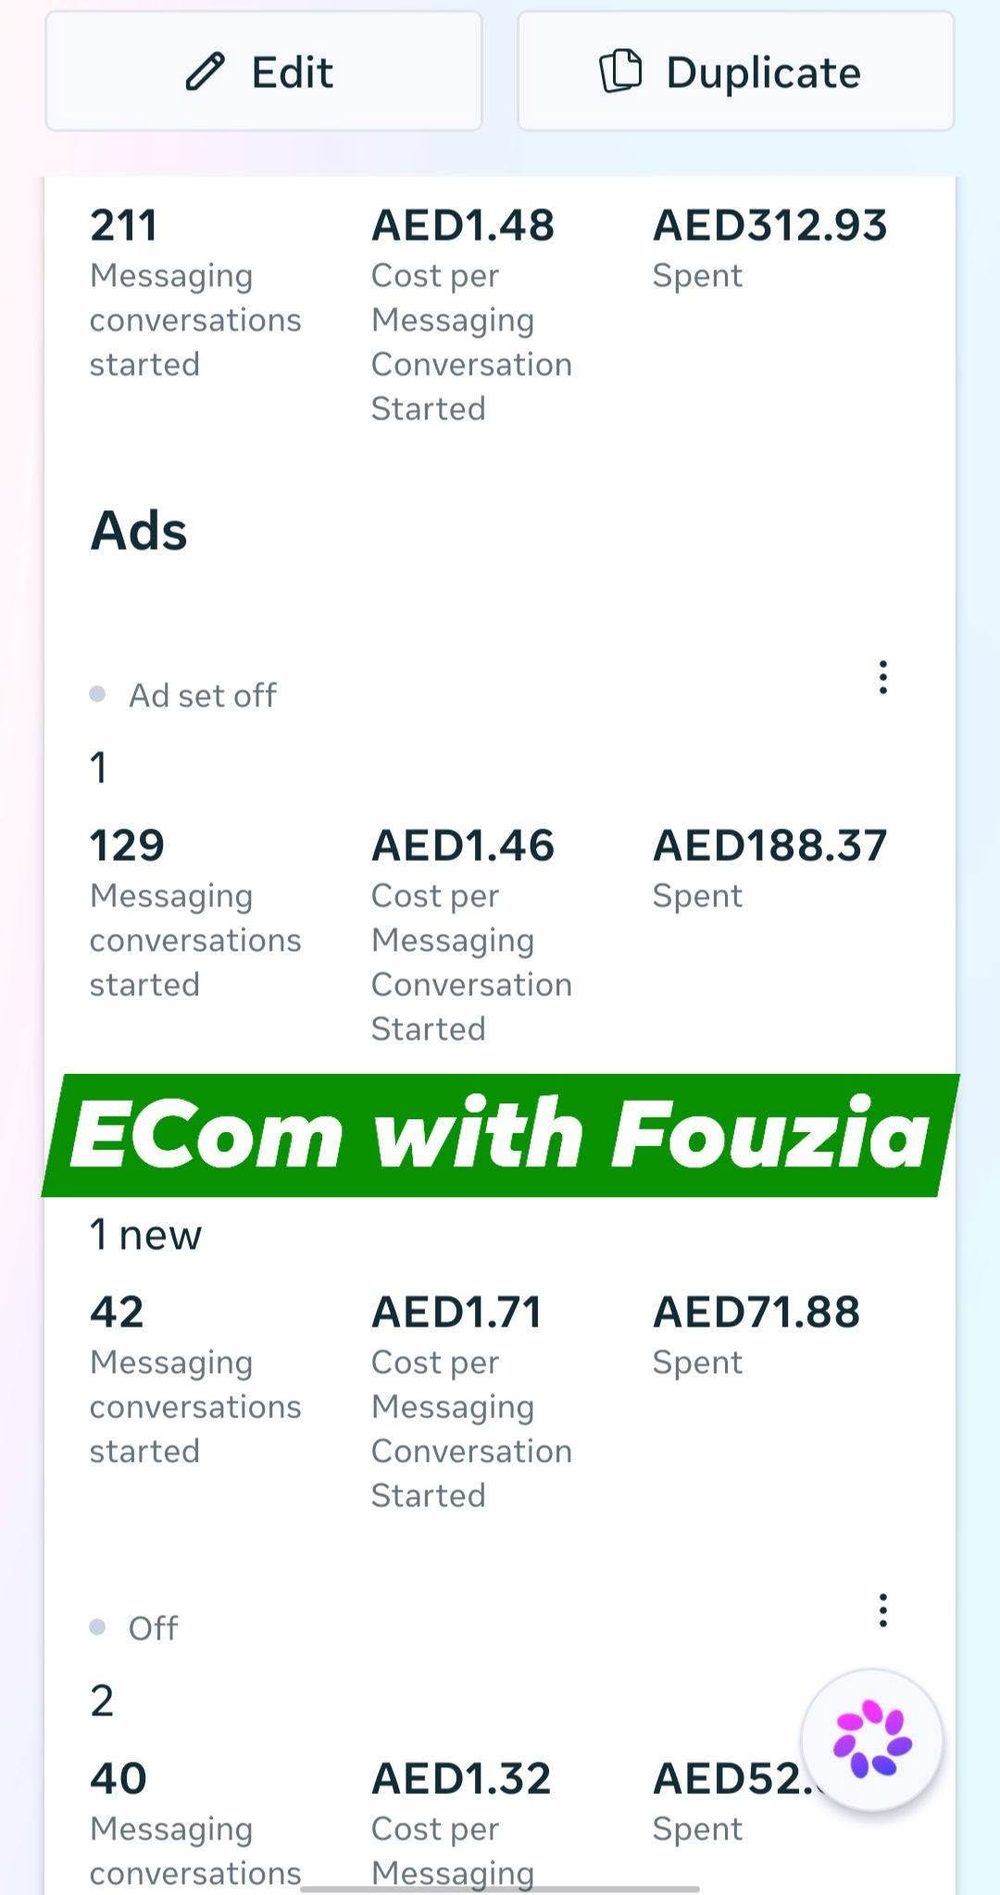 Edit Duplicate
211 AED1.48 AED312.93
Messaging Cost per Spent
conversations Messaging
started Conversation
Started
Ads
Ad set off
1
129 AED1.46 AED188.37
Messaging Cost per Spent
conversations Messaging
started Conversation
Started
ECom with Fouzia
1 new
42 AED1.71 AED71.88
Messaging Cost per Spent
conversations Messaging
started Conversation
Started
Off
2
40 AED1.32 AED52.
Messaging Cost per Spent
conversations Messaging